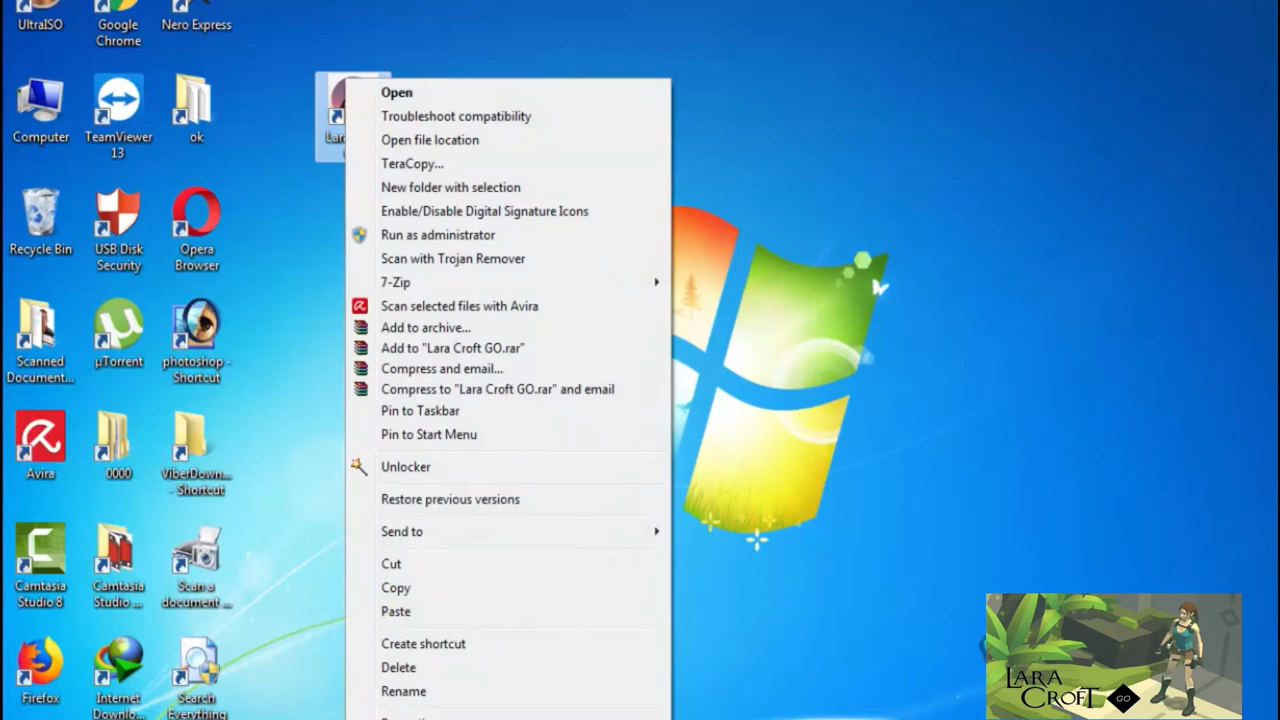 UltraISO
Google
Chrome
Nero Express
Computer
TeamViewer
13
ok
Recycle Bin
USB Disk
Security
Opera
Browser
Scanned
Document...
µTorrent
photoshop -
Shortcut
Avira
0000
ViberDown...
- Shortcut
Camtasia
Studio 8
Camtasia
Studio ...
Scan a
document ...
Firefox
Internet
Downlo...
Search
Everything
Open
Troubleshoot compatibility
Open file location
TeraCopy...
New folder with selection
Enable/Disable Digital Signature Icons
Run as administrator
Scan with Trojan Remover
7-Zip
Scan selected files with Avira
Add to archive...
Add to "Lara Croft GO.rar"
Compress and email...
Compress to "Lara Croft GO.rar" and email
Pin to Taskbar
Pin to Start Menu
Unlocker
Restore previous versions
Send to
Cut
Copy
Paste
Create shortcut
Delete
Rename
LARA
CROFT
GO